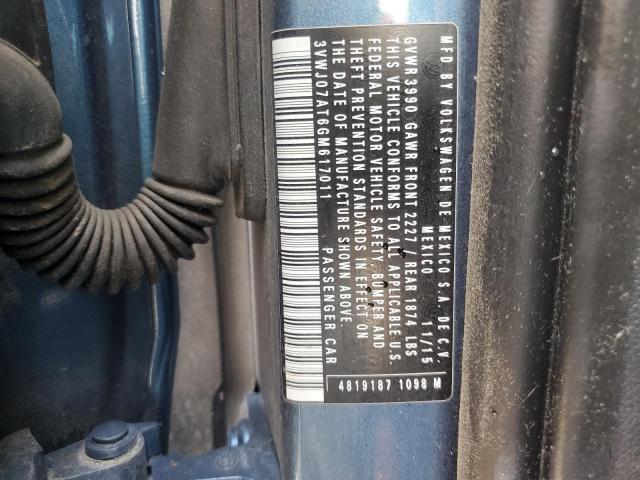 MFD BY VOLKSWAGEN DE MEXICO S.A. DE C.V.
MEXICO 11/15
GVWR3990 GAWR FRONT 2227/ REAR 1874 LBS
THIS VEHICLE CONFORMS TO ALL APPLICABLE U.S.
FEDERAL MOTOR VEHICLE SAFETY, BUMPER AND
THEFT PREVENTION STANDARDS IN EFFECT ON
THE DATE OF MANUFACTURE SHOWN ABOVE.
3VWJ07AT6GM617011 PASSENGER CAR
4819187 1098 M